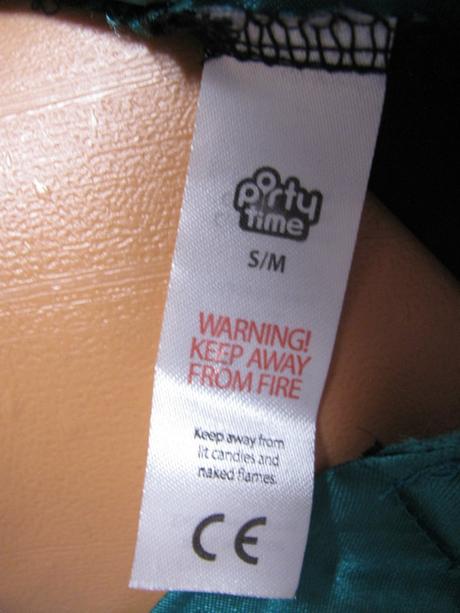 party
time
S/M
WARNING!
KEEP AWAY
FROM FIRE
Keep away from
lit candles and
naked flames.
CE